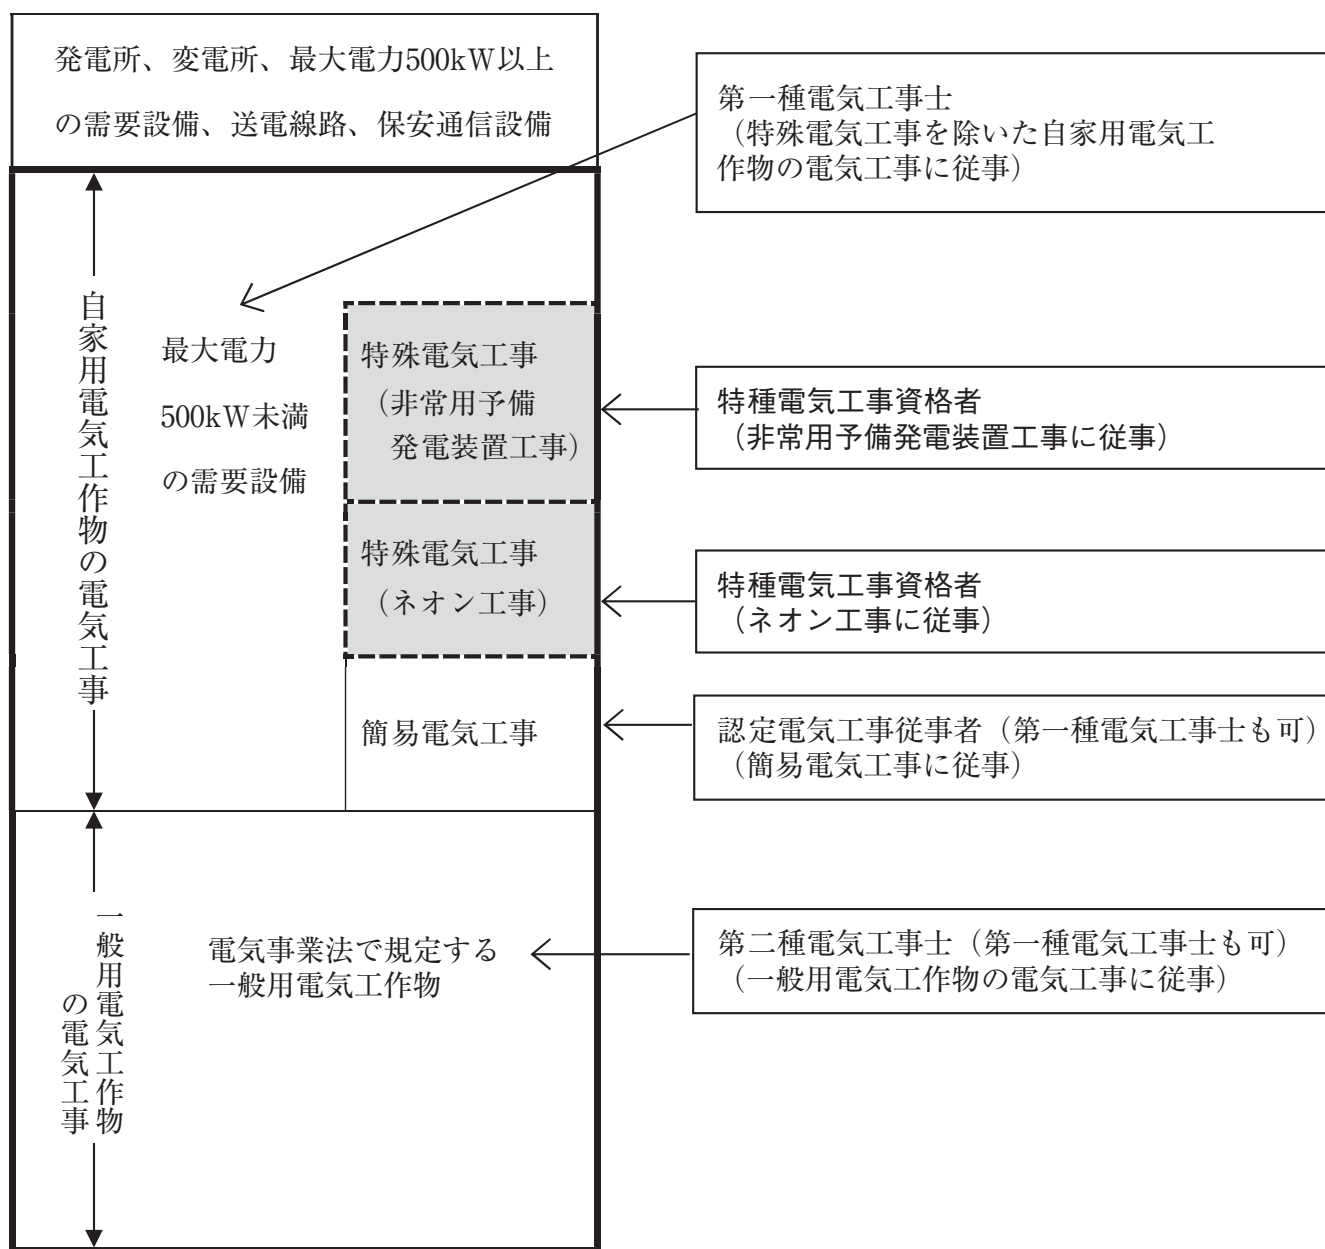 発電所、変電所、最大電力500kW以上
の需要設備、送電線路、保安通信設備
第一種電気工事士
（特殊電気工事を除いた自家用電気工
作物の電気工事に従事）
自家用電気工作物の電気工事
最大電力
500kW未満
の需要設備
特殊電気工事
（非常用予備
発電装置工事）
特種電気工事資格者
（非常用予備発電装置工事に従事）
特殊電気工事
（ネオン工事）
特種電気工事資格者
（ネオン工事に従事）
簡易電気工事
認定電気工事従事者（第一種電気工事士も可）
（簡易電気工事に従事）
一般用電気工作物
の電気工事
電気事業法で規定する
一般用電気工作物
第二種電気工事士（第一種電気工事士も可）
（一般用電気工作物の電気工事に従事）